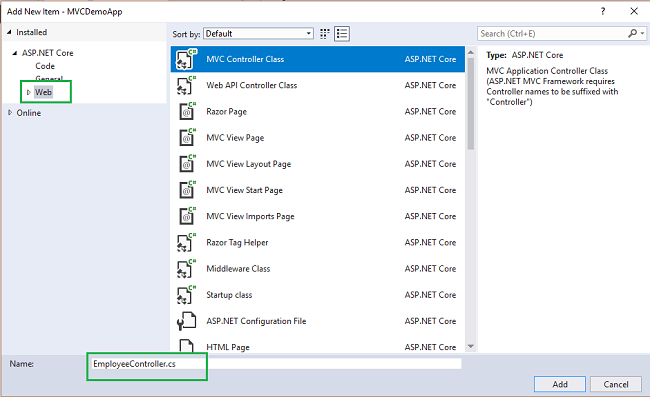 Add New Item - MVCDemoApp
Installed
ASP.NET Core
Code
General
Web
Online
Sort by: Default
C# MVC Controller Class ASP.NET Core
C# Web API Controller Class ASP.NET Core
C# Razor Page ASP.NET Core
C# MVC View Page ASP.NET Core
C# MVC View Layout Page ASP.NET Core
C# MVC View Start Page ASP.NET Core
C# MVC View Imports Page ASP.NET Core
C# Razor Tag Helper ASP.NET Core
C# Middleware Class ASP.NET Core
C# Startup class ASP.NET Core
ASP.NET Configuration File ASP.NET Core
HTML Page ASP.NET Core
Search (Ctrl+E)
Type: ASP.NET Core
MVC Application Controller Class
(ASP.NET MVC Framework requires
Controller names to be suffixed with
"Controller")
Name: EmployeeController.cs
Add Cancel